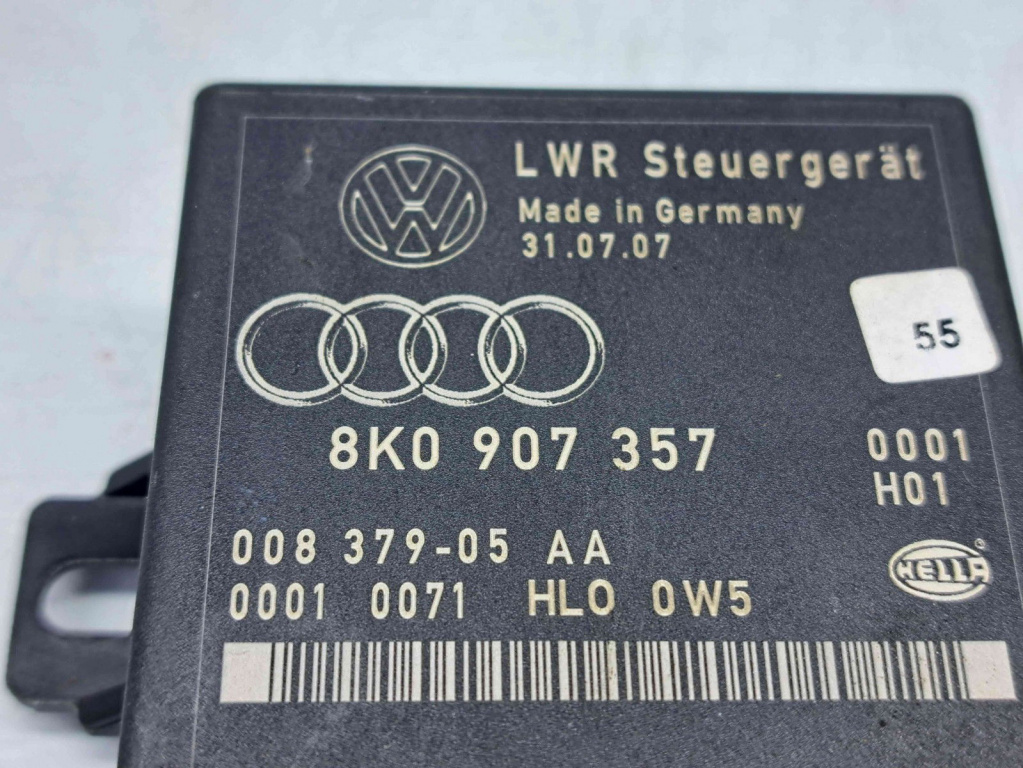 LWR Steuergerät
Made in Germany
31.07.07
55
8K0 907 357
0001
H01
008 379-05 AA
0001 0071 HL0 0W5
HELLA